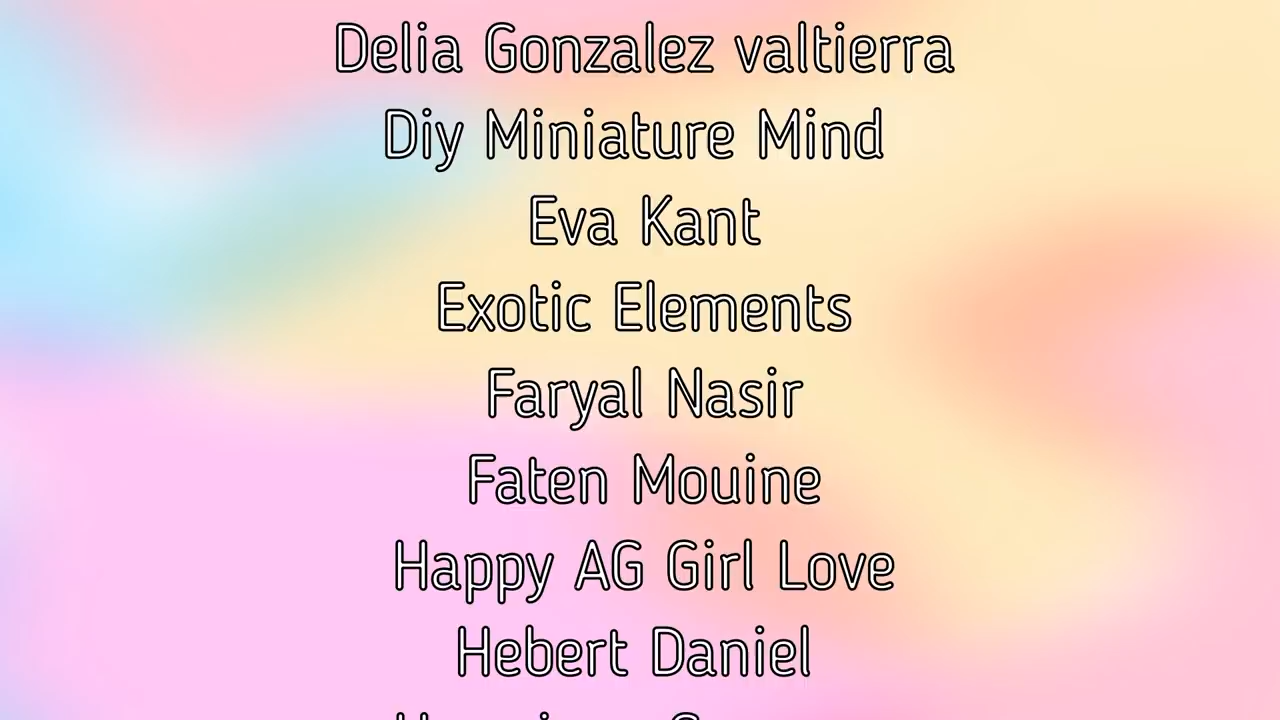 Delia Gonzalez valtierra
Diy Miniature Mind
Eva Kant
Exotic Elements
Faryal Nasir
Faten Mouine
Happy AG Girl Love
Hebert Daniel